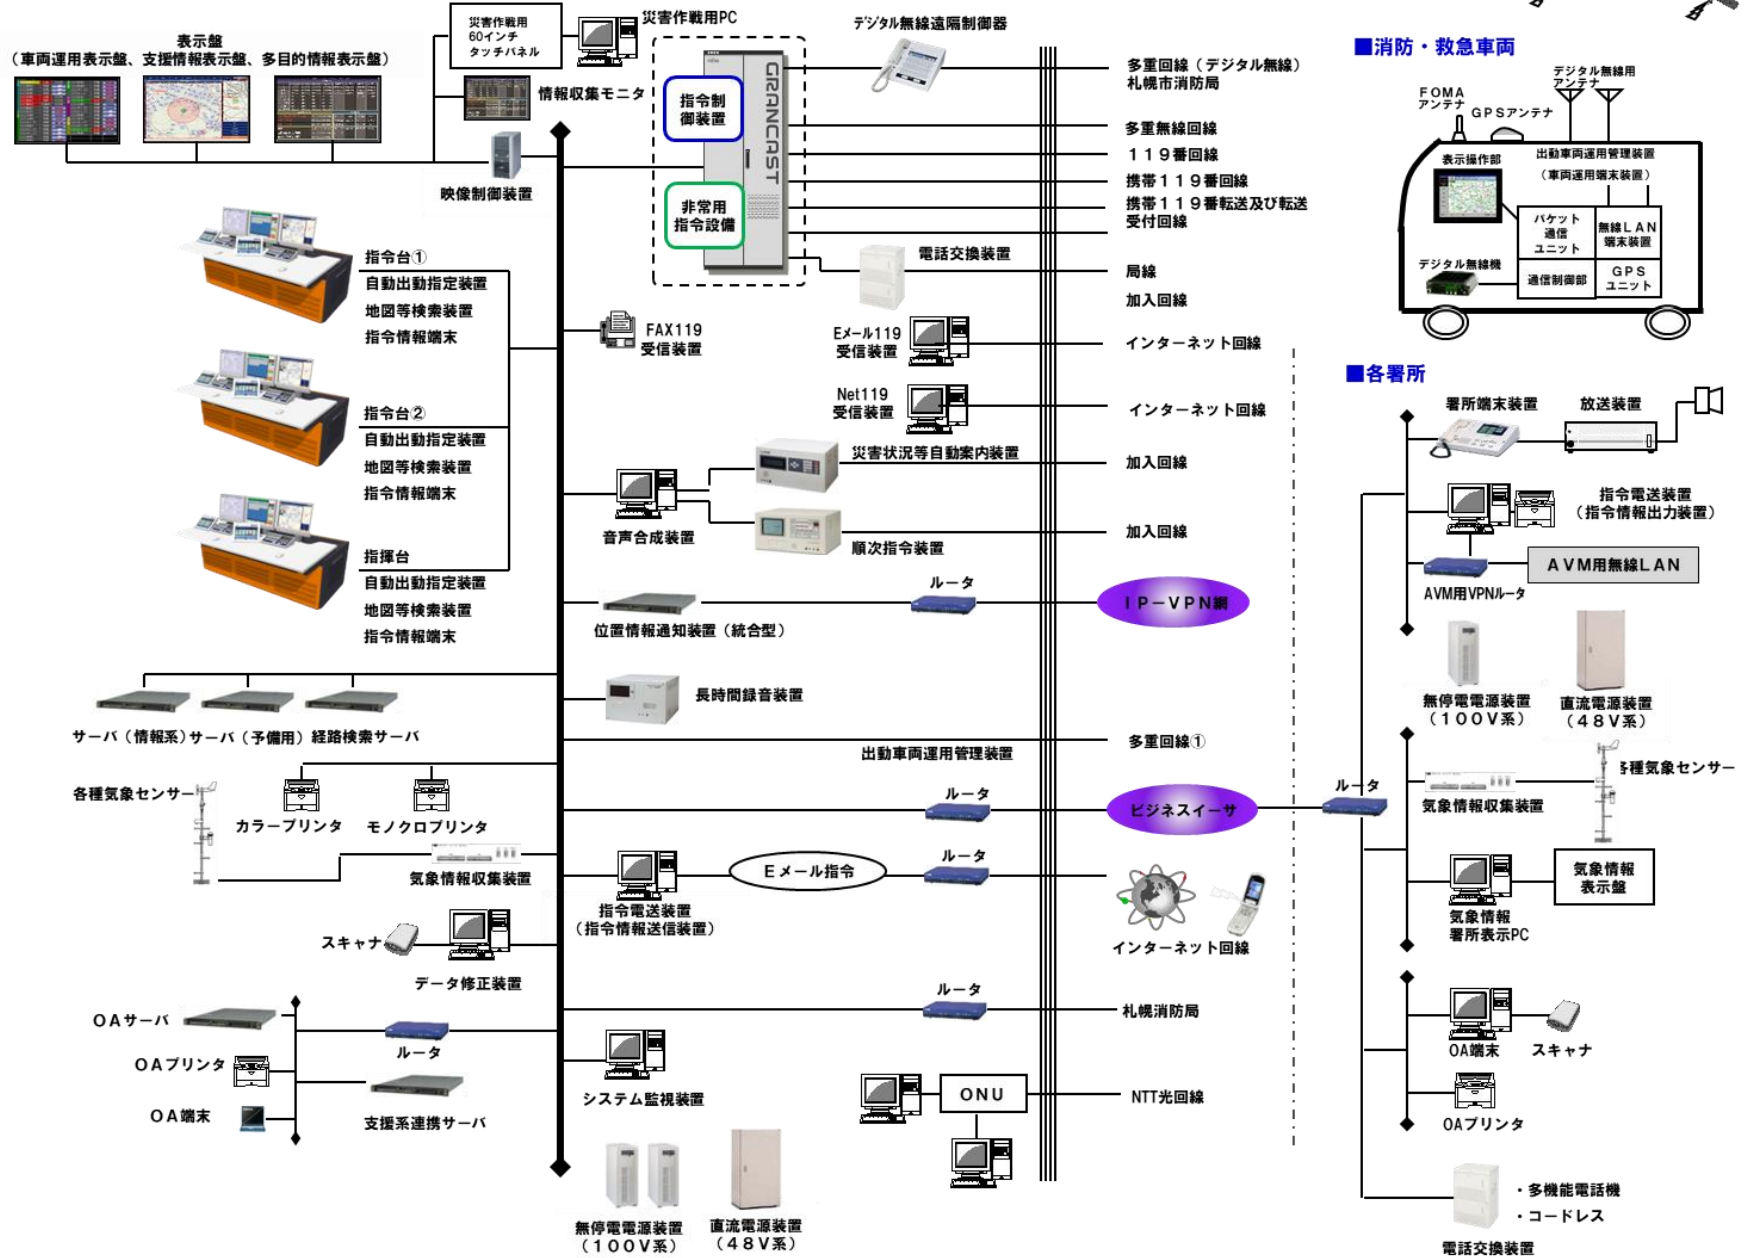 表示盤
（車両運用表示盤、支援情報表示盤、多目的情報表示盤）
災害作戦用
60インチ
タッチパネル
災害作戦用PC
情報収集モニタ
映像制御装置
指令制
御装置
GRANCAST
非常用
指令設備
デジタル無線遠隔制御器
多重回線（デジタル無線）
札幌市消防局
多重無線回線
１１９番回線
携帯１１９番回線
携帯１１９番転送及び転送
受付回線
電話交換装置
局線
加入回線
指令台①
自動出動指定装置
地図等検索装置
指令情報端末
指令台②
自動出動指定装置
地図等検索装置
指令情報端末
指揮台
自動出動指定装置
地図等検索装置
指令情報端末
FAX119
受信装置
Eメール119
受信装置
インターネット回線
Net119
受信装置
インターネット回線
災害状況等自動案内装置
加入回線
音声合成装置
順次指令装置
加入回線
ルータ
ＩＰ－ＶＰＮ網
位置情報通知装置（統合型）
長時間録音装置
サーバ（情報系）
サーバ（予備用）
経路検索サーバ
多重回線①
出動車両運用管理装置
各種気象センサー
カラープリンタ
モノクロプリンタ
ルータ
ビジネスイーサ
ルータ
気象情報収集装置
Ｅメール指令
ルータ
指令電送装置
（指令情報送信装置）
インターネット回線
スキャナ
データ修正装置
ルータ
札幌消防局
ＯＡサーバ
ルータ
ＯＡプリンタ
ＯＡ端末
支援系連携サーバ
システム監視装置
ＯＮＵ
NTT光回線
無停電電源装置
（１００Ｖ系）
直流電源装置
（４８Ｖ系）
■消防・救急車両
デジタル無線用
アンテナ
ＦＯＭＡ
アンテナ
ＧＰＳアンテナ
表示操作部
出動車両運用管理装置
（車両運用端末装置）
パケット
通信
ユニット
無線ＬＡＮ
端末装置
デジタル無線機
通信制御部
ＧＰＳ
ユニット
■各署所
署所端末装置
放送装置
指令電送装置
（指令情報出力装置）
ＡＶＭ用無線ＬＡＮ
AVM用VPNルータ
無停電電源装置
（１００Ｖ系）
直流電源装置
（４８Ｖ系）
各種気象センサー
気象情報収集装置
気象情報
表示盤
気象情報
署所表示PC
OA端末
スキャナ
OAプリンタ
・多機能電話機
・コードレス
電話交換装置